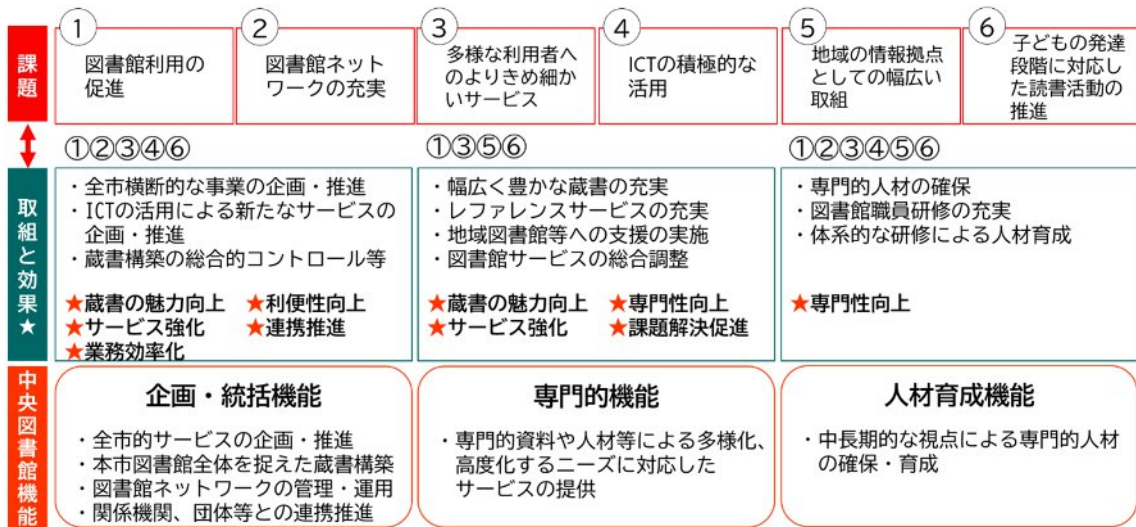 課題
①
図書館利用の
促進
②
図書館ネット
ワークの充実
③
多様な利用者へ
のよりきめ細か
いサービス
④
ICTの積極的な
活用
⑤
地域の情報拠点
としての幅広い
取組
⑥
子どもの発達
段階に対応し
た読書活動の
推進
取組と効果★
①②③④⑥
・全市横断的な事業の企画・推進
・ICTの活用による新たなサービスの
企画・推進
・蔵書構築の総合的コントロール等
★蔵書の魅力向上 ★利便性向上
★サービス強化 ★連携推進
★業務効率化
①③⑤⑥
・幅広く豊かな蔵書の充実
・レファレンスサービスの充実
・地域図書館等への支援の実施
・図書館サービスの総合調整
★蔵書の魅力向上 ★専門性向上
★サービス強化 ★課題解決促進
①②③④⑤⑥
・専門的人材の確保
・図書館職員研修の充実
・体系的な研修による人材育成
★専門性向上
中央図書館機能
企画・統括機能
・全市的サービスの企画・推進
・本市図書館全体を捉えた蔵書構築
・図書館ネットワークの管理・運用
・関係機関、団体等との連携推進
専門的機能
・専門的資料や人材等による多様化、
高度化するニーズに対応した
サービスの提供
人材育成機能
・中長期的な視点による専門的人材
の確保・育成